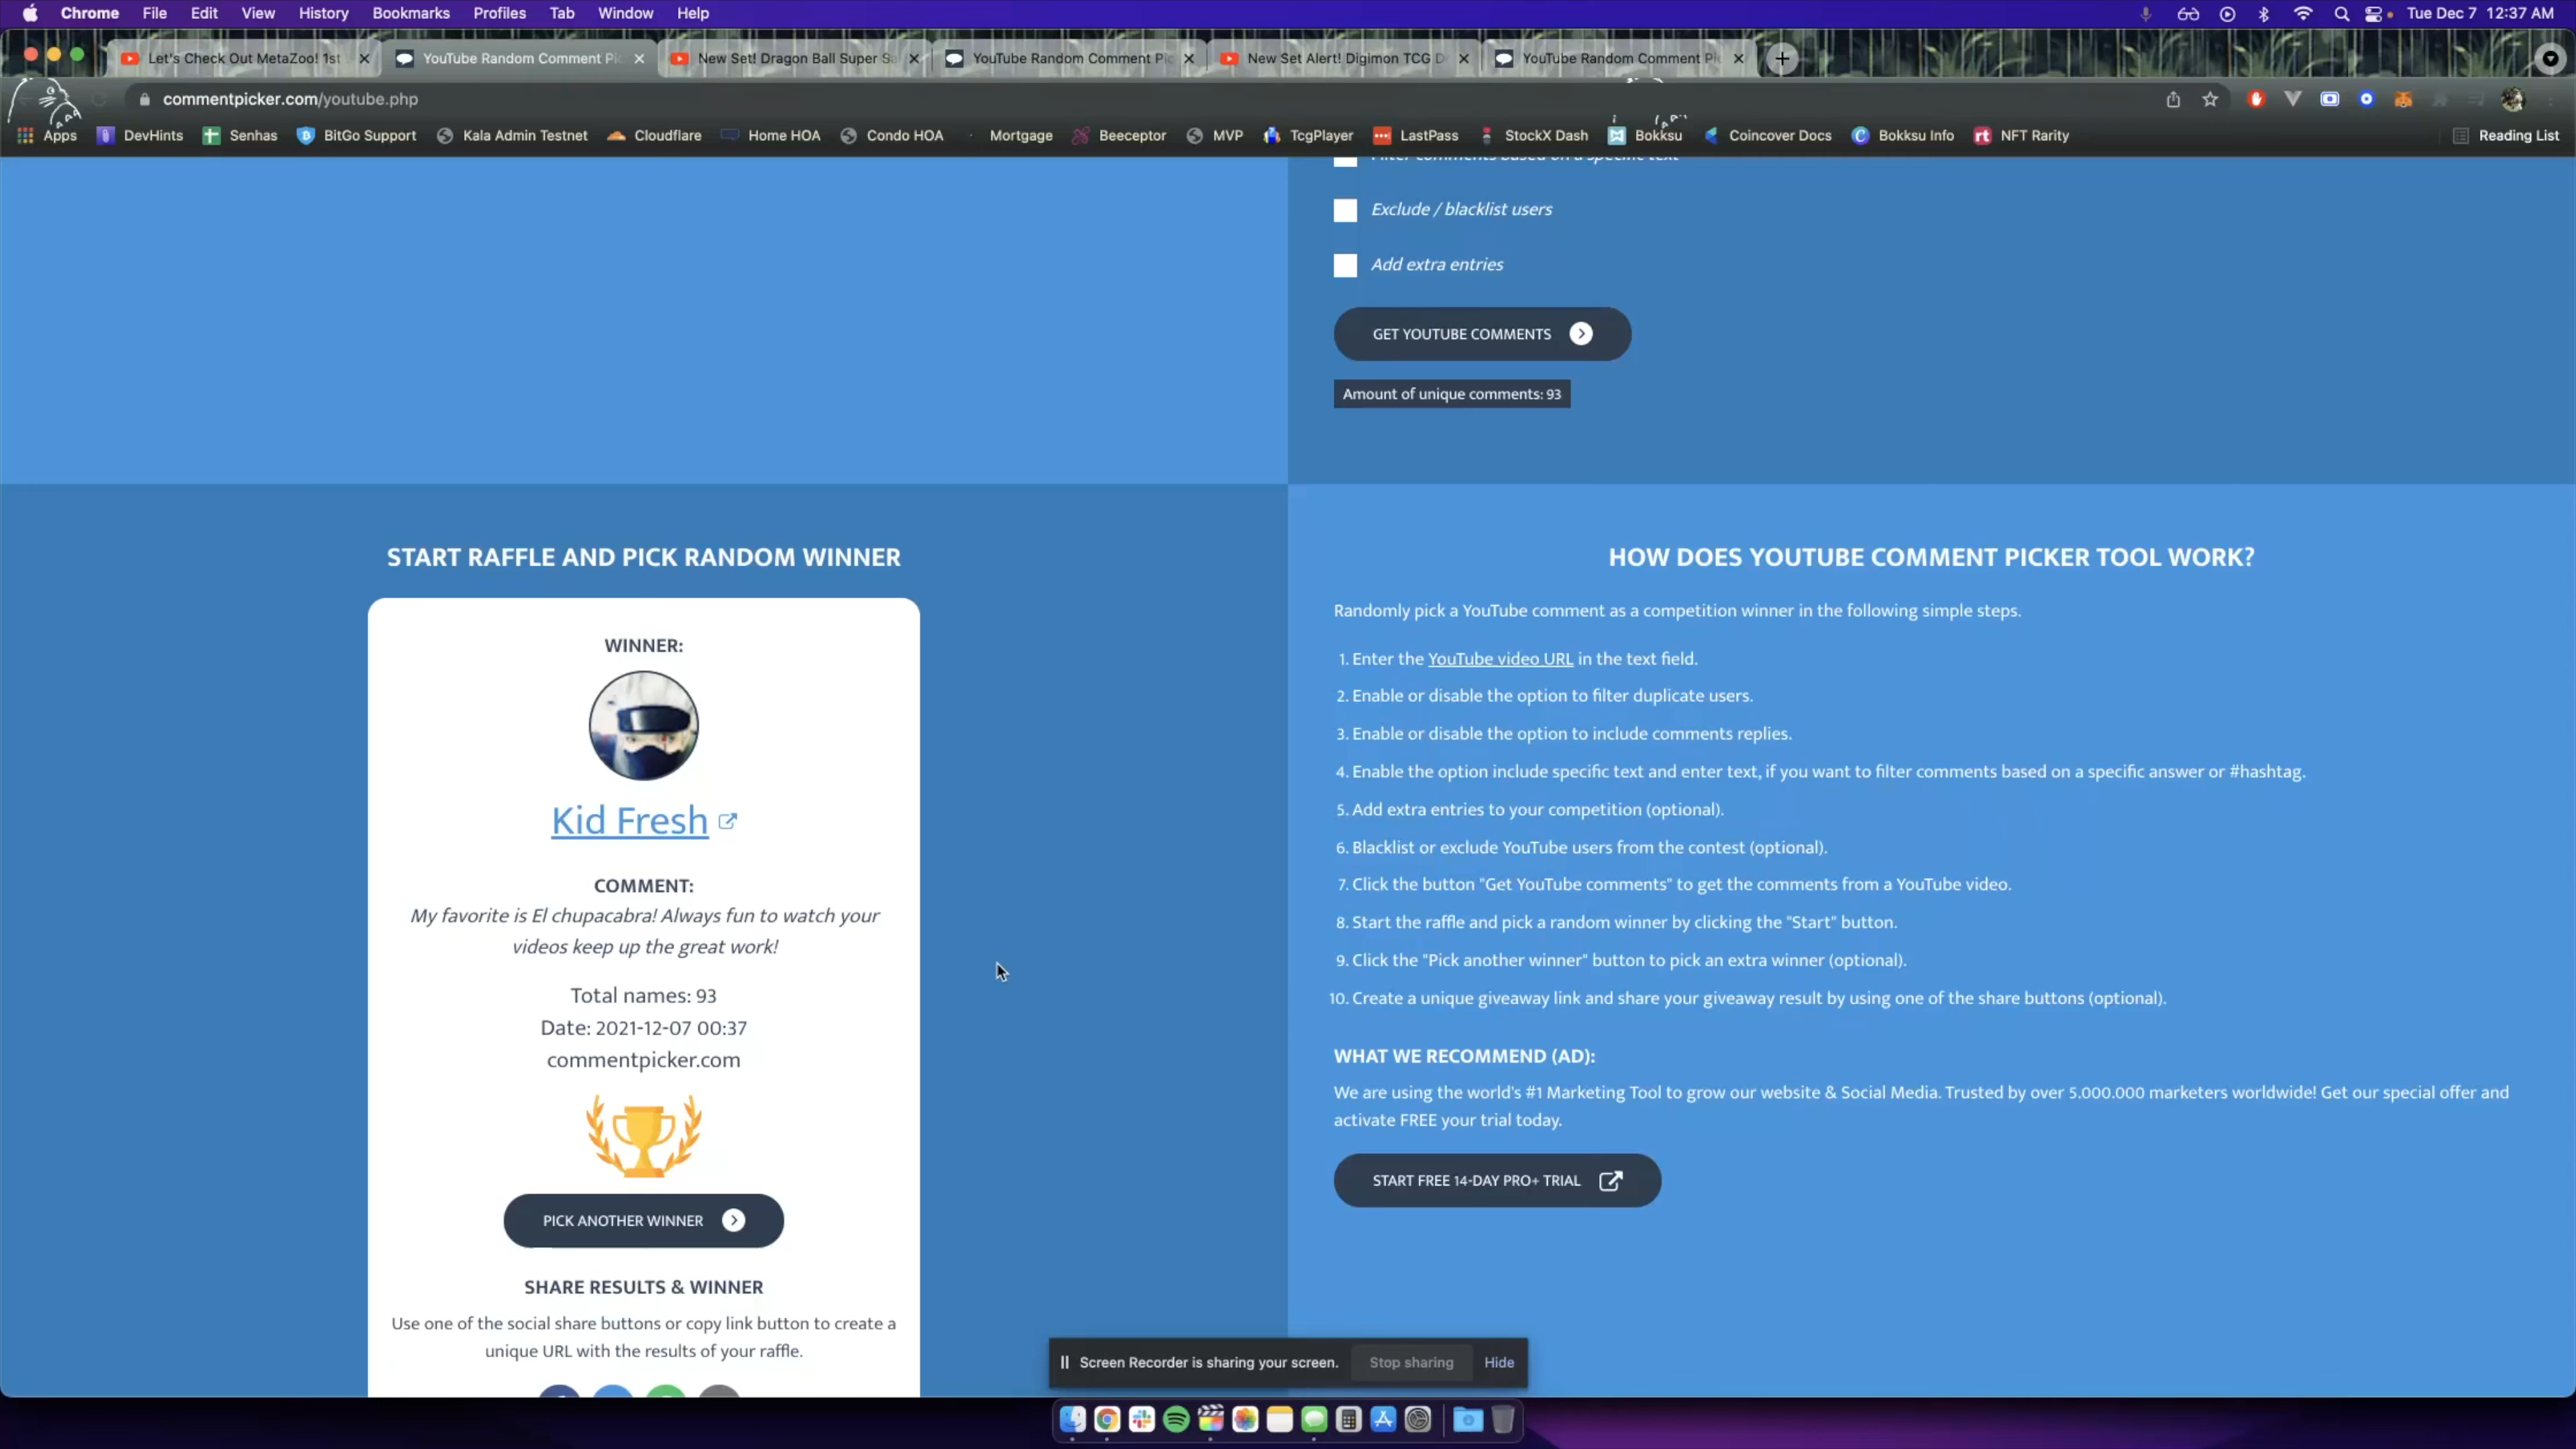 Chrome File Edit View History Bookmarks Profiles Tab Window Help
Tue Dec 7 12:37 AM
Let's Check Out MetaZoo! 1st
YouTube Random Comment Pi
New Set! Dragon Ball Super S
YouTube Random Comment Pic
New Set Alert! Digimon TCG D
YouTube Random Comment Pi
commentpicker.com/youtube.php
Apps DevHints Senhas BitGo Support Kala Admin Testnet Cloudflare Home HOA Condo HOA Mortgage Beeceptor MVP TcgPlayer LastPass StockX Dash Bokksu Coincover Docs Bokksu Info NFT Rarity Reading List
Filter comments based on a specific text
Exclude / blacklist users
Add extra entries
GET YOUTUBE COMMENTS
Amount of unique comments: 93
START RAFFLE AND PICK RANDOM WINNER
WINNER:
Kid Fresh
COMMENT:
My favorite is El chupacabra! Always fun to watch your
videos keep up the great work!
Total names: 93
Date: 2021-12-07 00:37
commentpicker.com
PICK ANOTHER WINNER
SHARE RESULTS & WINNER
Use one of the social share buttons or copy link button to create a
unique URL with the results of your raffle.
HOW DOES YOUTUBE COMMENT PICKER TOOL WORK?
Randomly pick a YouTube comment as a competition winner in the following simple steps.
1. Enter the YouTube video URL in the text field.
2. Enable or disable the option to filter duplicate users.
3. Enable or disable the option to include comments replies.
4. Enable the option include specific text and enter text, if you want to filter comments based on a specific answer or #hashtag.
5. Add extra entries to your competition (optional).
6. Blacklist or exclude YouTube users from the contest (optional).
7. Click the button "Get YouTube comments" to get the comments from a YouTube video.
8. Start the raffle and pick a random winner by clicking the "Start" button.
9. Click the "Pick another winner" button to pick an extra winner (optional).
10. Create a unique giveaway link and share your giveaway result by using one of the share buttons (optional).
WHAT WE RECOMMEND (AD):
We are using the world's #1 Marketing Tool to grow our website & Social Media. Trusted by over 5.000.000 marketers worldwide! Get our special offer and
activate FREE your trial today.
START FREE 14-DAY PRO+ TRIAL
Screen Recorder is sharing your screen. Stop sharing Hide